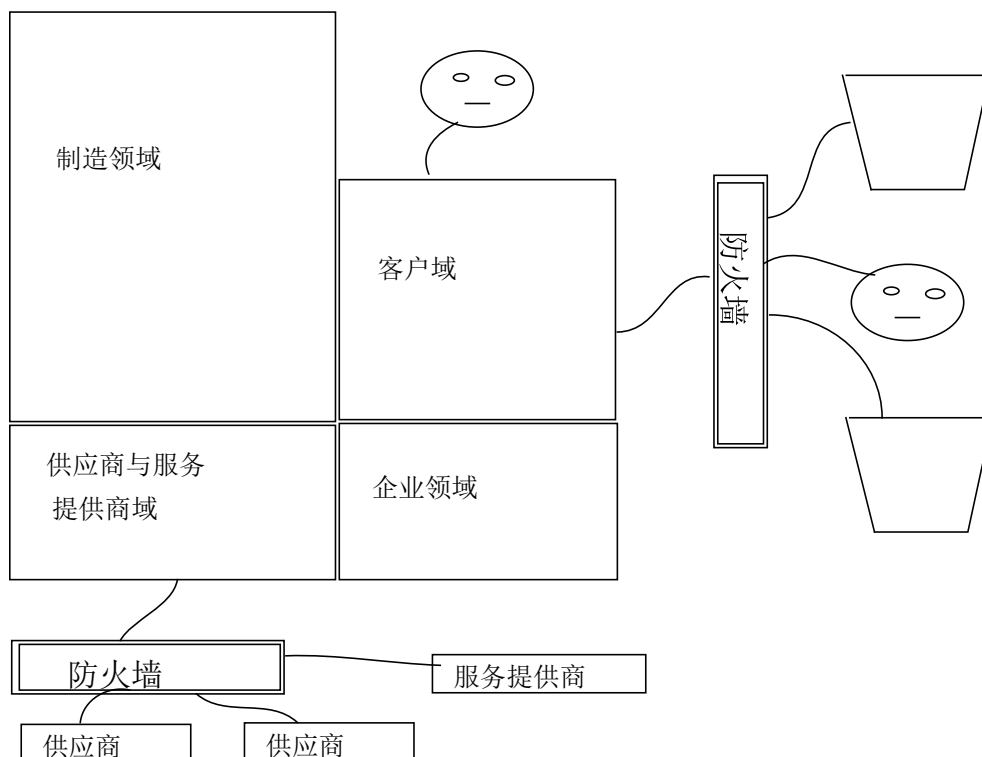 制造领域
客户域
防火墙
供应商与服务
提供商域
企业领域
防火墙
服务提供商
供应商
供应商